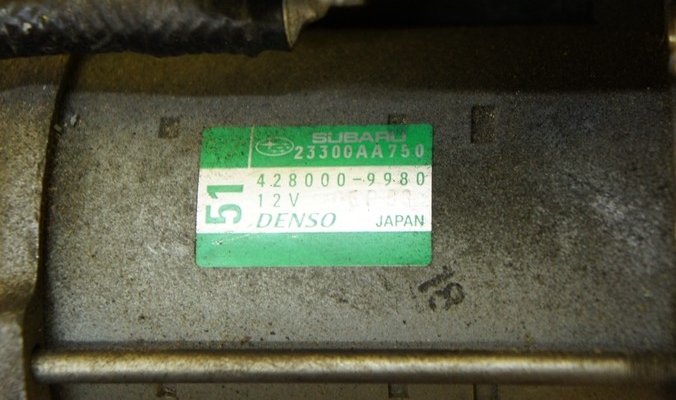 SUBARU
23300AA750
51
428000-9980
12V
DENSO JAPAN